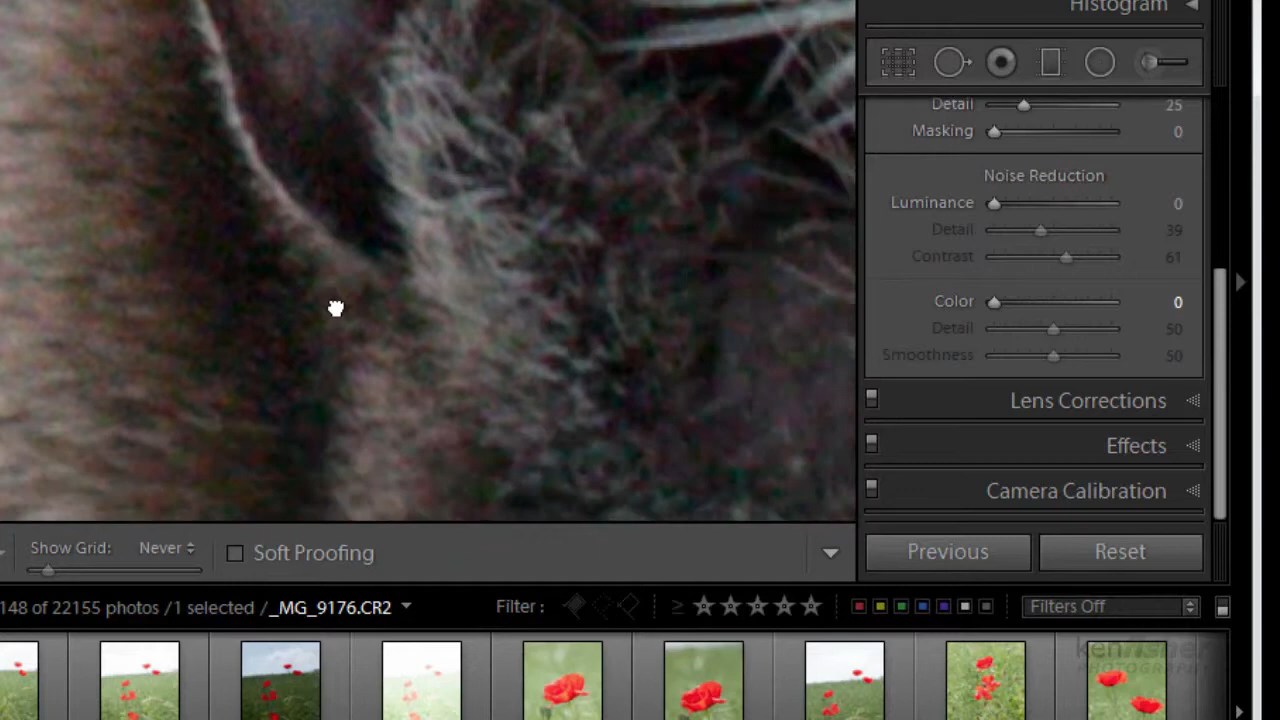 Histogram
Detail 25
Masking 0
Noise Reduction
Luminance 0
Detail 39
Contrast 61
Color 0
Detail 50
Smoothness 50
Lens Corrections
Effects
Camera Calibration
Previous Reset
Show Grid: Never Soft Proofing
148 of 22155 photos / 1 selected / _MG_9176.CR2 Filter : ≥ Filters Off
kenfisher
PHOTOGRAPHY